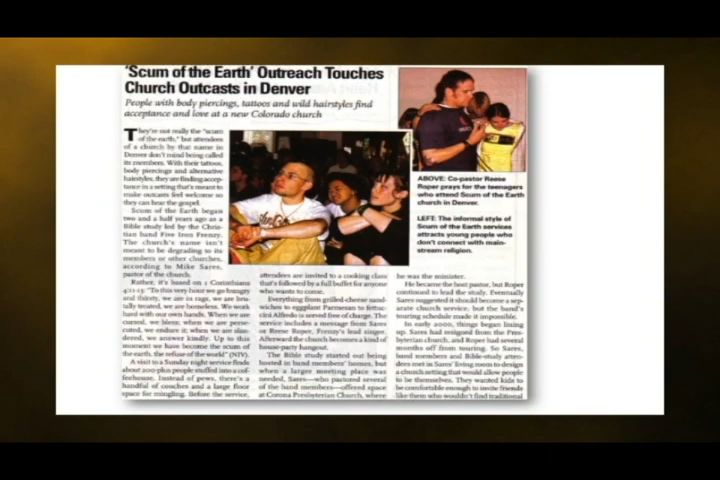 'Scum of the Earth' Outreach Touches
Church Outcasts in Denver
People with body piercings, tattoos and wild hairstyles find
acceptance and love at a new Colorado church
They're not really the "scum
of the earth," but attendees
of a church by that name in
Denver don't mind being called
its members. With their tattoos,
body piercings and alternative
hairstyles, they are finding accep-
tance in a setting that's meant to
make outcasts feel welcome so
they can hear the gospel.
Scum of the Earth began
two and a half years ago as a
Bible study led by the Chris-
tian band Five Iron Frenzy.
The church's name isn't
meant to be degrading to its
members or other churches,
according to Mike Sares,
pastor of the church.
Rather, it's based on 1 Corinthians
4:11-13: "To this very hour we go hungry
and thirsty, we are in rags, we are bru-
tally treated, we are homeless. We work
hard with our own hands. When we are
cursed, we bless; when we are perse-
cuted, we endure it; when we are slan-
dered, we answer kindly. Up to this
moment we have become the scum of
the earth, the refuse of the world" (NIV).
A visit to a Sunday night service finds
about 200-plus people stuffed into a cof-
feehouse. Instead of pews, there's a
handful of couches and a large floor
space for mingling. Before the service,
attendees are invited to a cooking class
that's followed by a full buffet for anyone
who wants to come.
Everything from grilled-cheese sand-
wiches to eggplant Parmesan to fettuc-
cini Alfredo is served free of charge. The
service includes a message from Sares
or Reese Roper, Frenzy's lead singer.
Afterward the church becomes a kind of
house-party hangout.
The Bible study started out being
hosted in band members' homes, but
when a larger meeting place was
needed, Sares—who pastored several
of the band members—offered space
at Corona Presbyterian Church, where
he was the minister.
He became the host pastor, but Roper
continued to lead the study. Eventually
Sares suggested it should become a sep-
arate church service, but the band's
touring schedule made it impossible.
In early 2000, things began lining
up. Sares had resigned from the Pres-
byterian church, and Roper had several
months off from touring. So Sares,
band members and Bible-study atten-
dees met in Sares' living room to design
a church setting that would allow people
to be themselves. They wanted kids to
be comfortable enough to invite friends
like them who wouldn't find traditional
ABOVE: Co-pastor Reese
Roper prays for the teenagers
who attend Scum of the Earth
church in Denver.
LEFT: The informal style of
Scum of the Earth services
attracts young people who
don't connect with main-
stream religion.